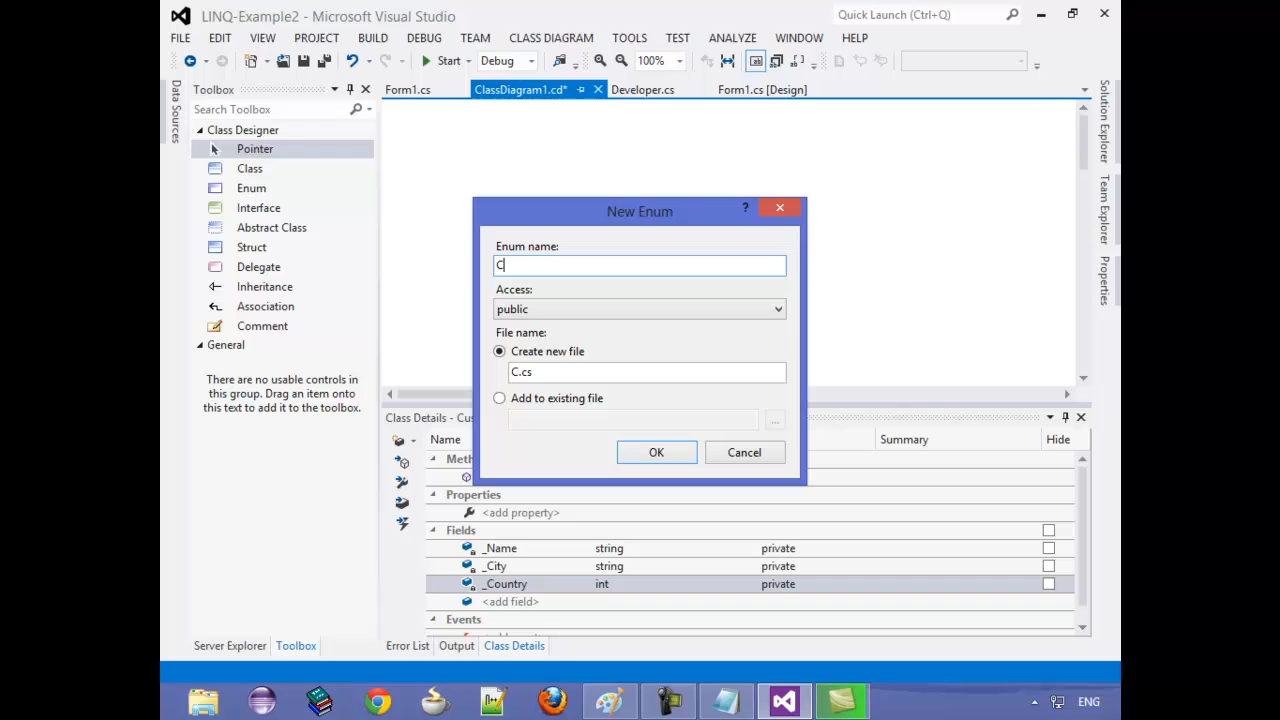 LINQ-Example2 - Microsoft Visual Studio
Quick Launch (Ctrl+Q)
FILE EDIT VIEW PROJECT BUILD DEBUG TEAM CLASS DIAGRAM TOOLS TEST ANALYZE WINDOW HELP
Start Debug 100%
Data Sources
Toolbox
Search Toolbox
Class Designer
Pointer
Class
Enum
Interface
Abstract Class
Struct
Delegate
Inheritance
Association
Comment
General
There are no usable controls in
this group. Drag an item onto
this text to add it to the toolbox.
Server Explorer Toolbox
Form1.cs ClassDiagram1.cd* Developer.cs Form1.cs [Design]
New Enum
?
Enum name:
C
Access:
public
File name:
Create new file
C.cs
Add to existing file
...
OK Cancel
Class Details - Cus
Name Summary Hide
Meth
Properties
<add property>
Fields
_Name string private
_City string private
_Country int private
<add field>
Events
Error List Output Class Details
Solution Explorer
Team Explorer
Properties
ENG